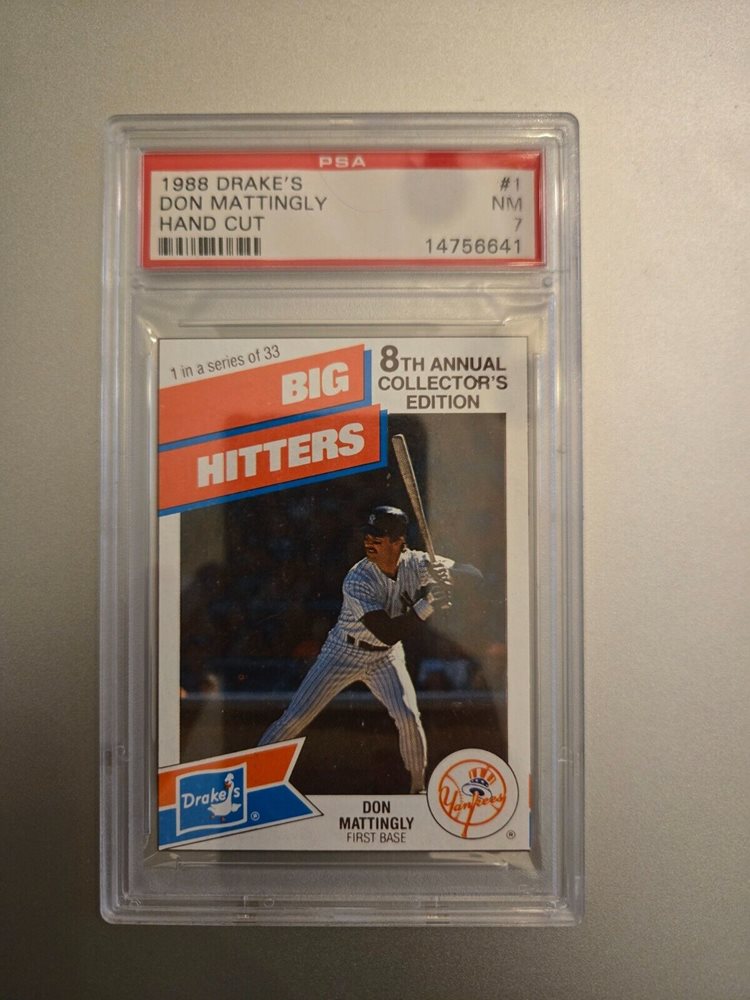 PSA
1988 DRAKE'S #1
DON MATTINGLY NM
HAND CUT 7
14756641
1 in a series of 33
BIG
HITTERS
8TH ANNUAL
COLLECTOR'S
EDITION
Drake's ®
DON
MATTINGLY
FIRST BASE
Yankees ®